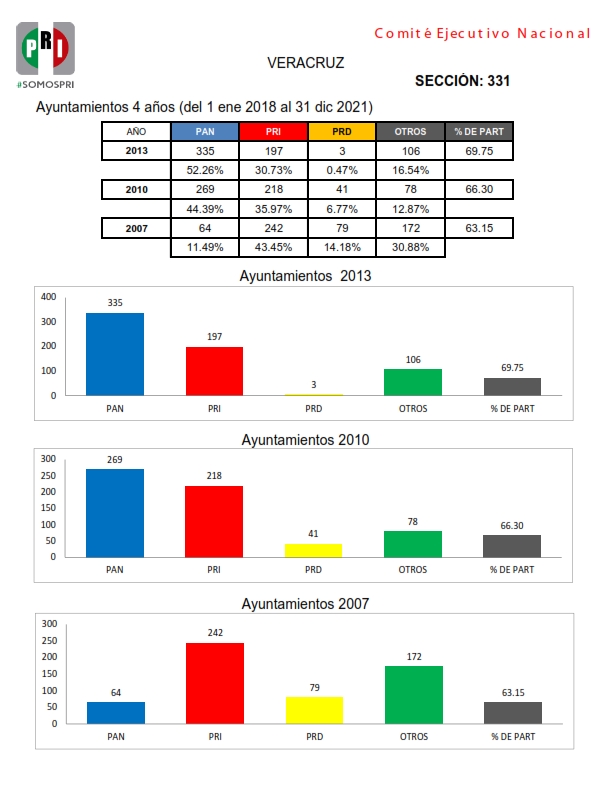 PRI
#SOMOSPRI
Comité Ejecutivo Nacional
VERACRUZ
SECCIÓN: 331
Ayuntamientos 4 años (del 1 ene 2018 al 31 dic 2021)
AÑO PAN PRI PRD OTROS % DE PART
2013 335 197 3 106 69.75
52.26% 30.73% 0.47% 16.54%
2010 269 218 41 78 66.30
44.39% 35.97% 6.77% 12.87%
2007 64 242 79 172 63.15
11.49% 43.45% 14.18% 30.88%
Ayuntamientos 2013
400
300
200
100
0
335
197
3
106
69.75
PAN PRI PRD OTROS % DE PART
Ayuntamientos 2010
300
250
200
150
100
50
0
269
218
41
78
66.30
PAN PRI PRD OTROS % DE PART
Ayuntamientos 2007
300
250
200
150
100
50
0
64
242
79
172
63.15
PAN PRI PRD OTROS % DE PART